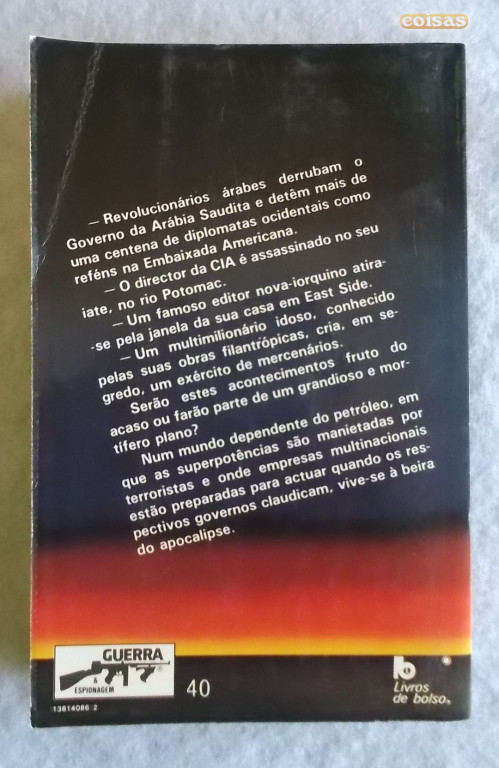 coisas
— Revolucionários árabes derrubam o
Governo da Arábia Saudita e detêm mais de
uma centena de diplomatas ocidentais como
reféns na Embaixada Americana.
— O director da CIA é assassinado no seu
iate, no rio Potomac.
— Um famoso editor nova-iorquino atira-
-se pela janela da sua casa em East Side.
— Um multimilionário idoso, conhecido
pelas suas obras filantrópicas, cria, em se-
gredo, um exército de mercenários.
Serão estes acontecimentos fruto do
acaso ou farão parte de um grandioso e mor-
tífero plano?
Num mundo dependente do petróleo, em
que as superpotências são manietadas por
terroristas e onde empresas multinacionais
estão preparadas para actuar quando os res-
pectivos governos claudicam, vive-se à beira
do apocalipse.
GUERRA
& ESPIONAGEM
13814086 2
40
Livros
de bolso